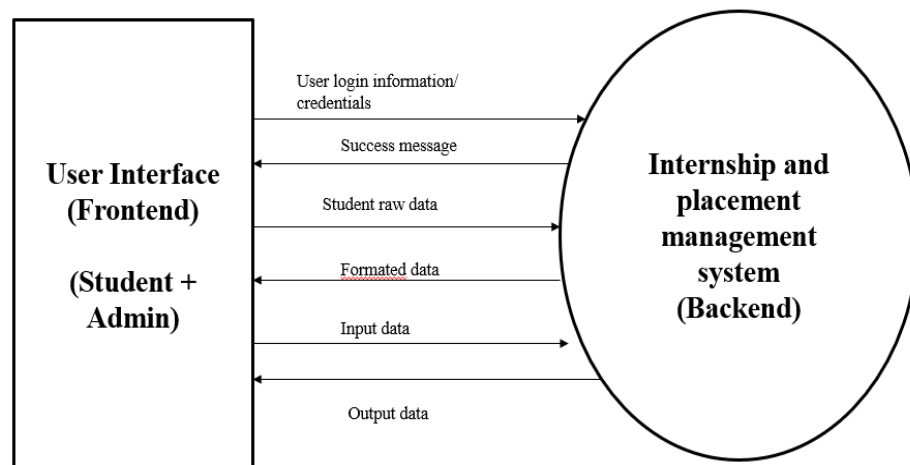 User Interface
(Frontend)
(Student +
Admin)
User login information/
credentials
Success message
Student raw data
Formated data
Input data
Output data
Internship and
placement
management
system
(Backend)